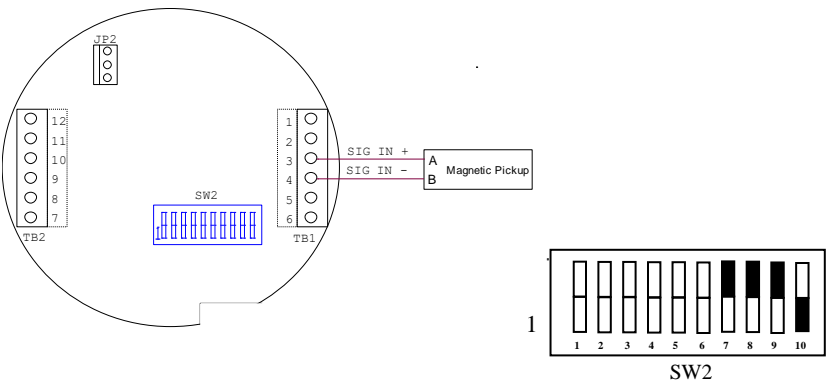 JP2
12
11
10
9
8
7
TB2
1
2
3
4
5
6
TB1
SIG IN +
SIG IN -
A
B
Magnetic Pickup
SW2
1
1
1 2 3 4 5 6 7 8 9 10
SW2